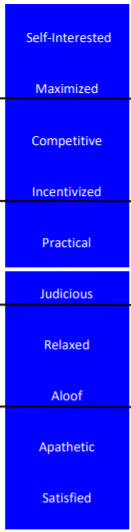 Self-Interested
Maximized
Competitive
Incentivized
Practical
Judicious
Relaxed
Aloof
Apathetic
Satisfied